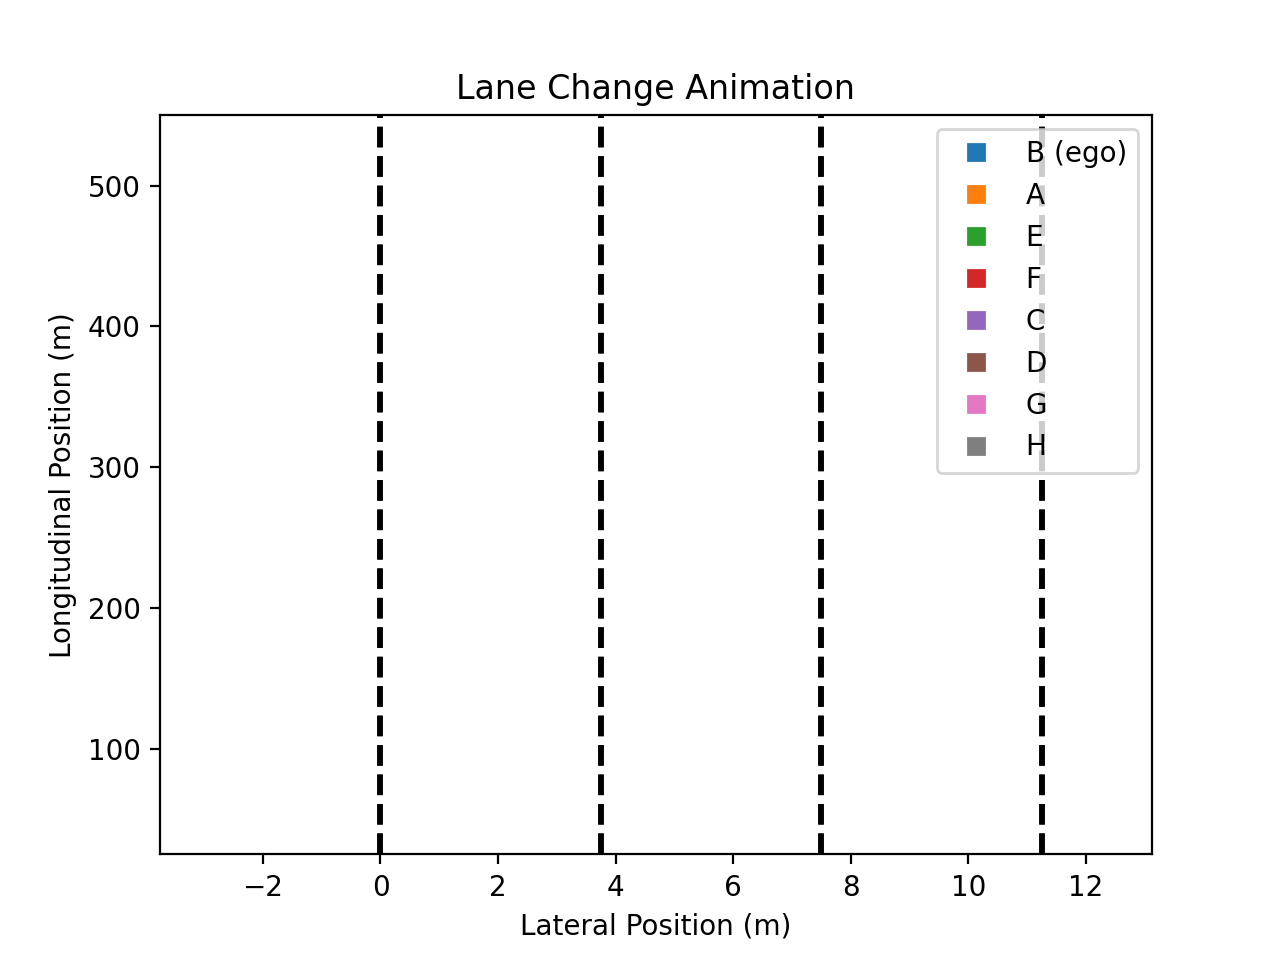 Lane Change Animation
B (ego)
A
E
F
C
D
G
H
Longitudinal Position (m)
500
400
300
200
100
−2
0
2
4
6
8
10
12
Lateral Position (m)